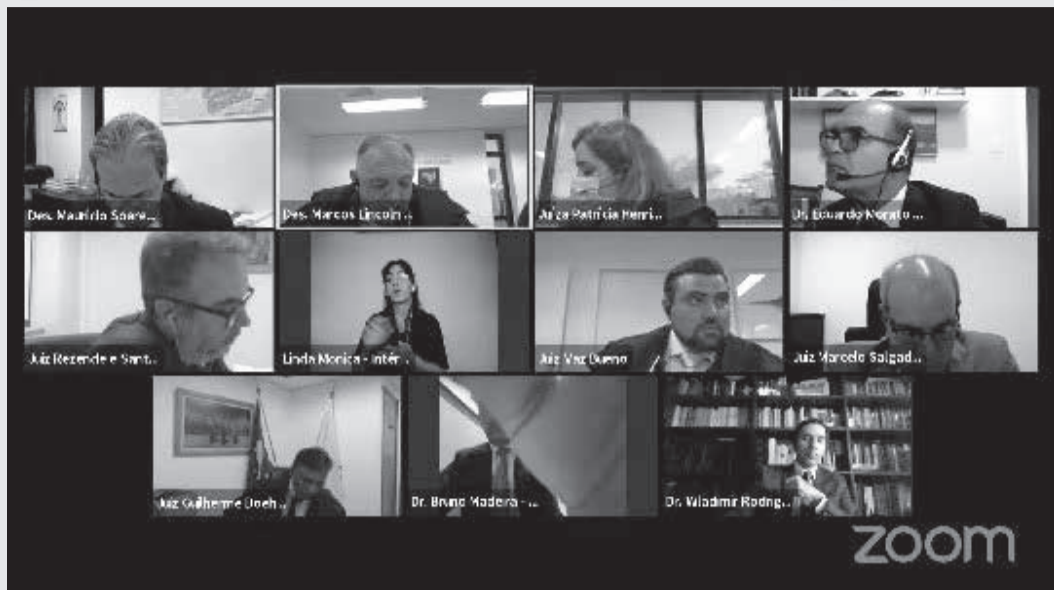 Des. Mauricio Soare...
Des. Marcos Lincoln ...
Juíza Patrícia Henri...
Dr. Eduardo Morato ...
Juiz Rezende e Sant...
Linda Monica - Intér...
Juiz Vaz Bueno
Juiz Marcelo Salgad...
Juiz Guilherme Doeh...
Dr. Bruno Madeira - ...
Dr. Wladimir Rodrig...
zoom